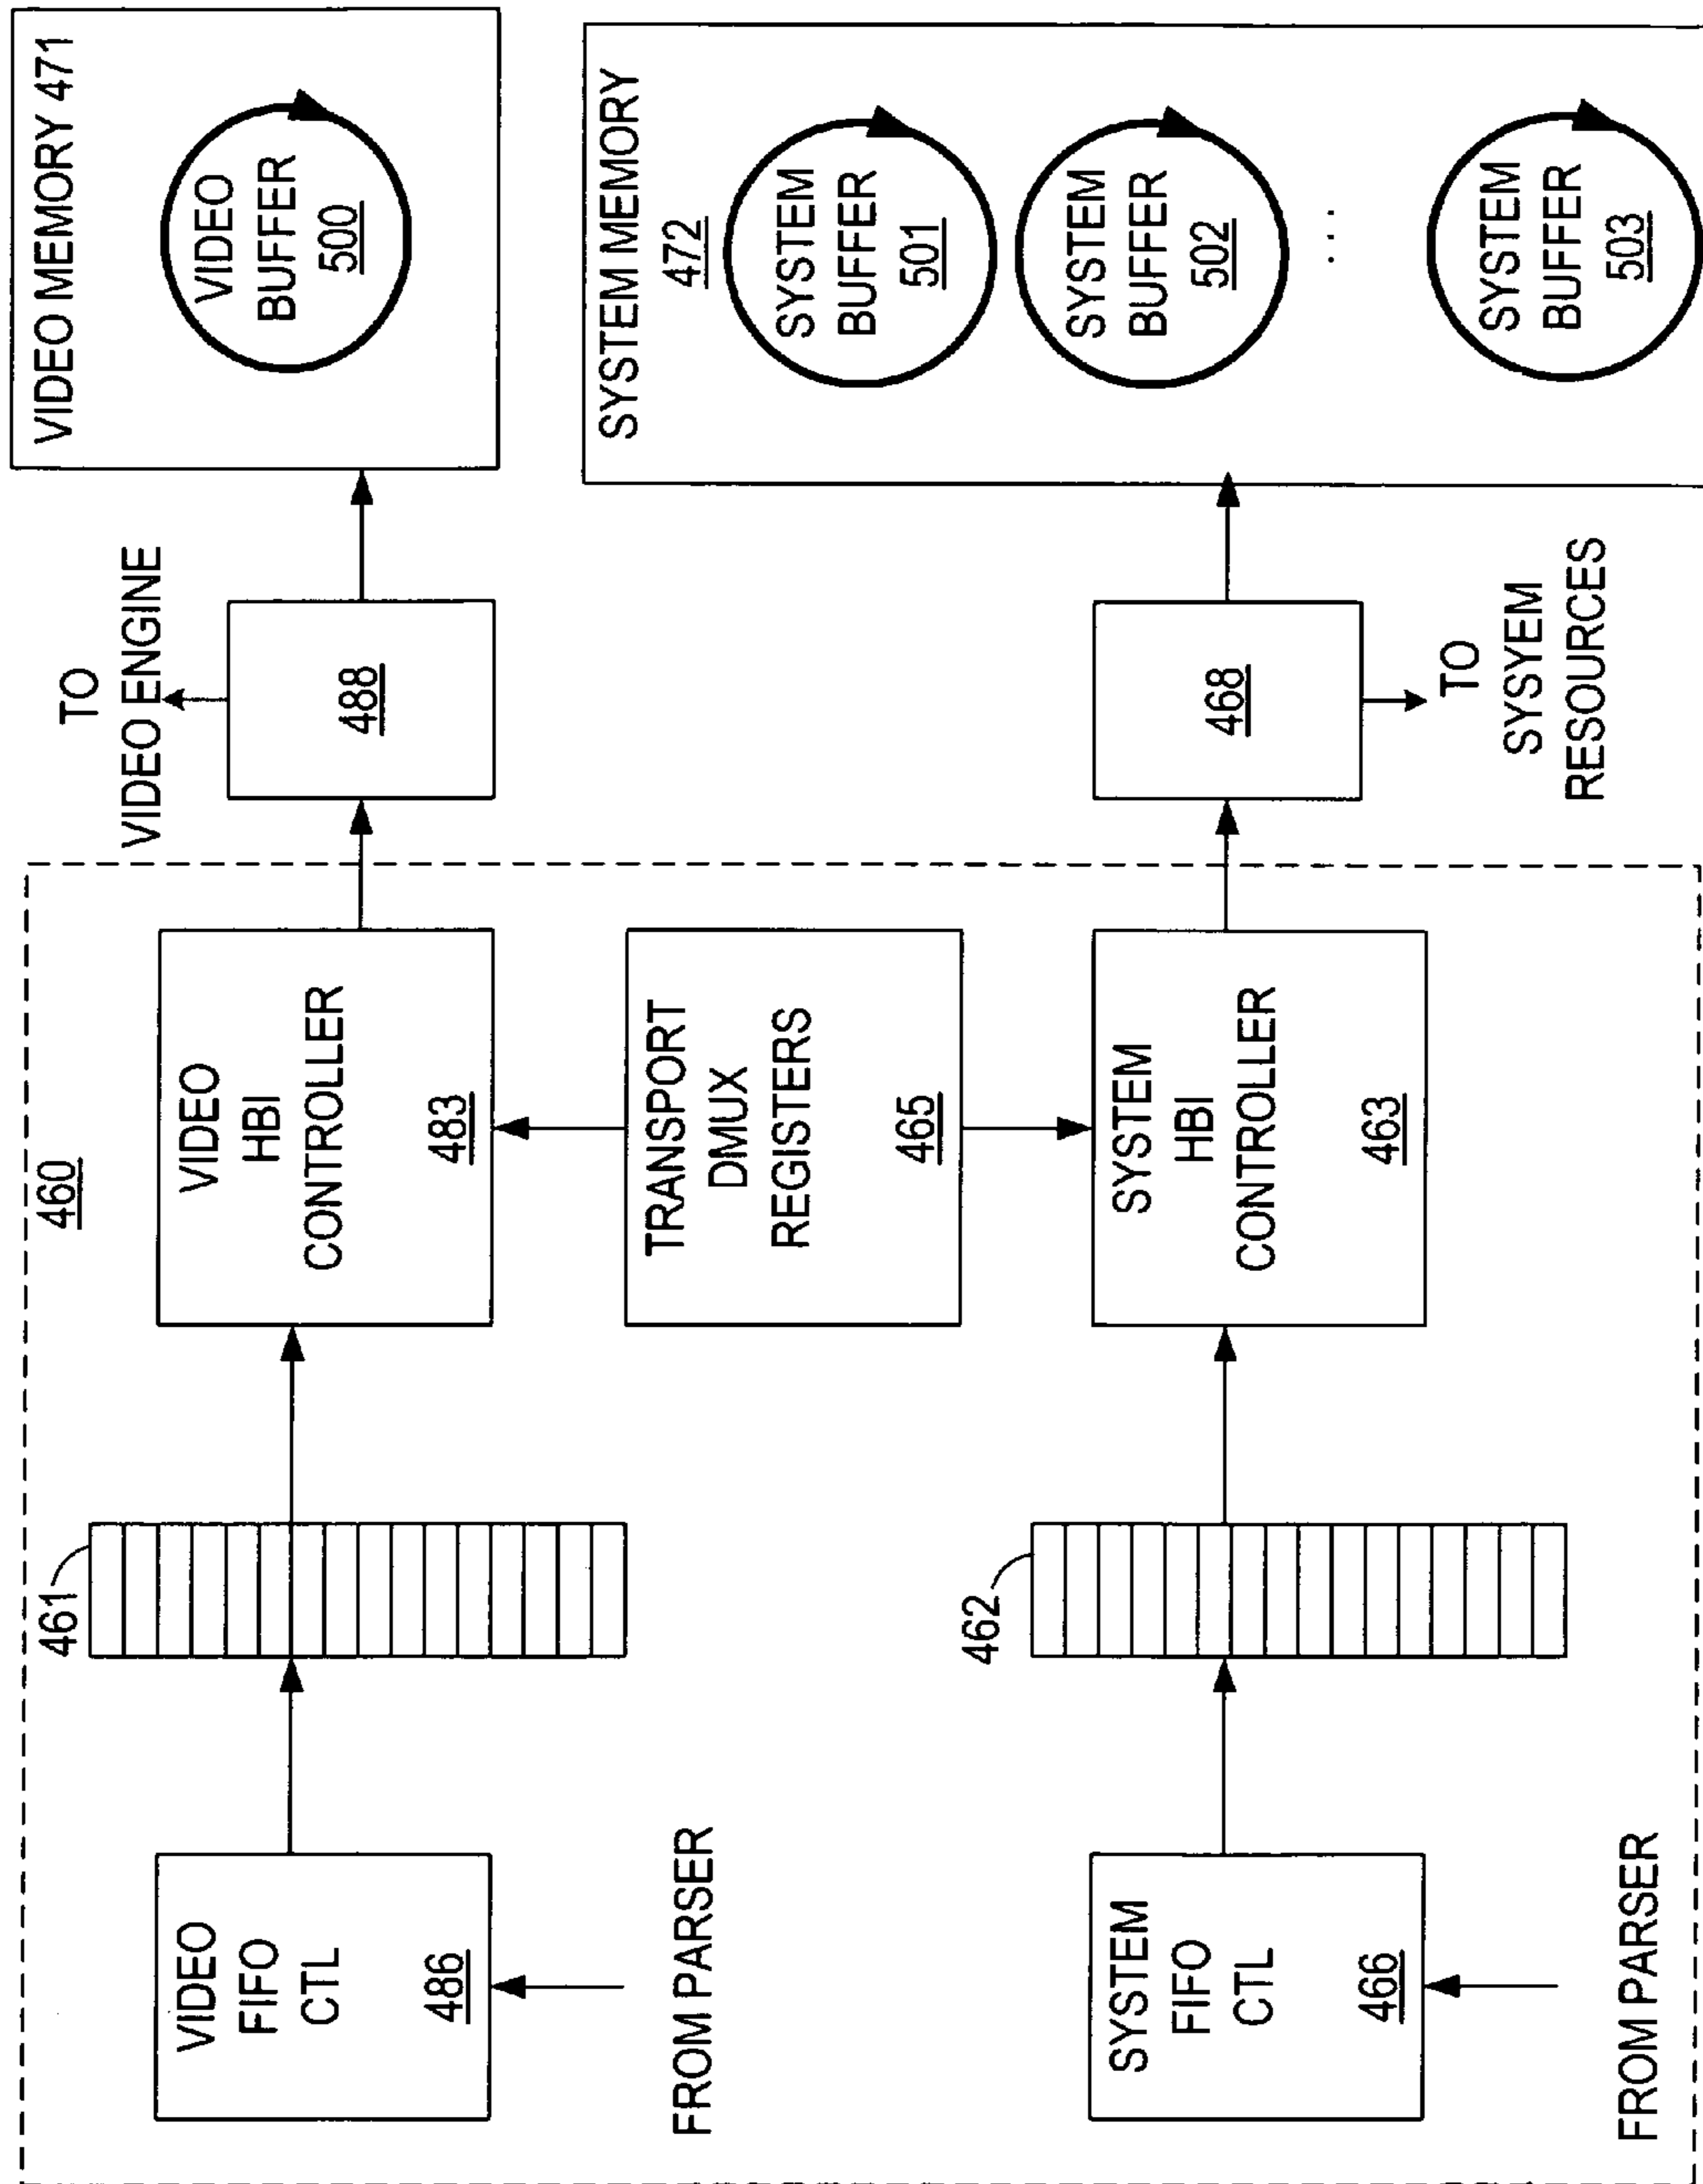 460
VIDEO
FIFO
CTL
486
FROM PARSER
461
VIDEO
HBI
CONTROLLER
483
TO
VIDEO ENGINE
488
VIDEO MEMORY 471
VIDEO
BUFFER
500
TRANSPORT
DMUX
REGISTERS
465
SYSTEM
FIFO
CTL
466
FROM PARSER
462
SYSTEM
HBI
CONTROLLER
463
468
TO
SYSYEM
RESOURCES
SYSTEM MEMORY
472
SYSTEM
BUFFER
501
SYSTEM
BUFFER
502
...
SYSTEM
BUFFER
503